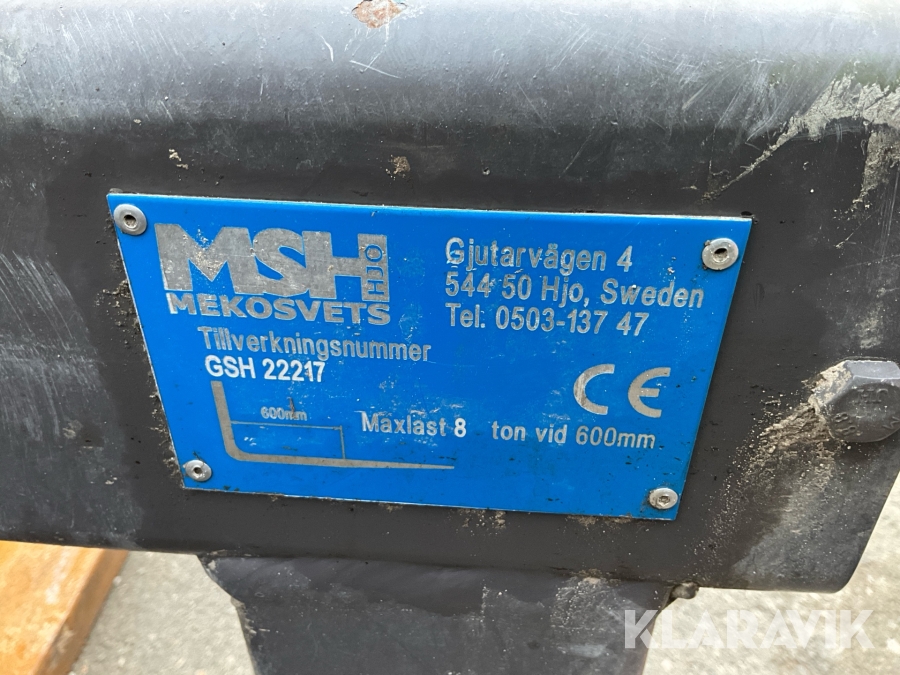 MSH HJO
MEKOSVETS
Gjutarvägen 4
544 50 Hjo, Sweden
Tel. 0503-137 47
Tillverkningsnummer
GSH 22217
CE
600mm
Maxlast 8 ton vid 600mm
KLARAVIK